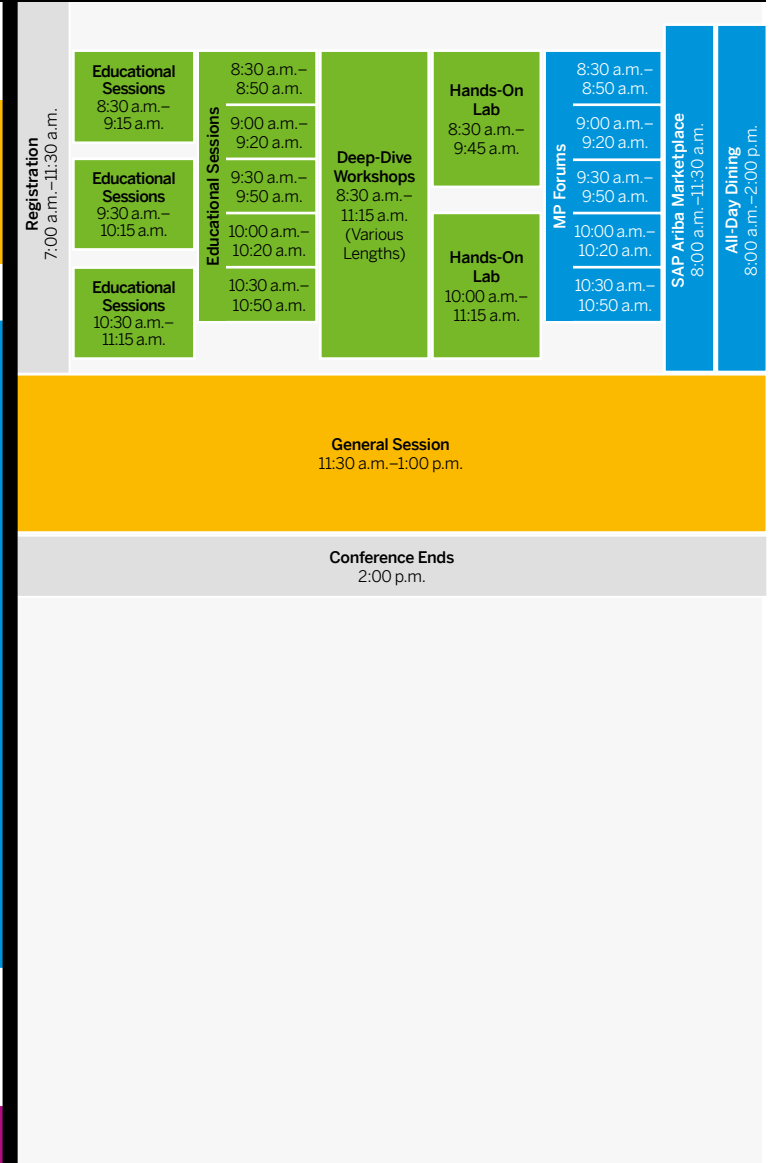 Registration
7:00 a.m.–11:30 a.m.
Educational
Sessions
8:30 a.m.–
9:15 a.m.
Educational
Sessions
9:30 a.m.–
10:15 a.m.
Educational
Sessions
10:30 a.m.–
11:15 a.m.
Educational Sessions
8:30 a.m.–
8:50 a.m.
9:00 a.m.–
9:20 a.m.
9:30 a.m.–
9:50 a.m.
10:00 a.m.–
10:20 a.m.
10:30 a.m.–
10:50 a.m.
Deep-Dive
Workshops
8:30 a.m.–
11:15 a.m.
(Various
Lengths)
Hands-On
Lab
8:30 a.m.–
9:45 a.m.
Hands-On
Lab
10:00 a.m.–
11:15 a.m.
MP Forums
8:30 a.m.–
8:50 a.m.
9:00 a.m.–
9:20 a.m.
9:30 a.m.–
9:50 a.m.
10:00 a.m.–
10:20 a.m.
10:30 a.m.–
10:50 a.m.
SAP Ariba Marketplace
8:00 a.m.–11:30 a.m.
All-Day Dining
8:00 a.m.–2:00 p.m.
General Session
11:30 a.m.–1:00 p.m.
Conference Ends
2:00 p.m.